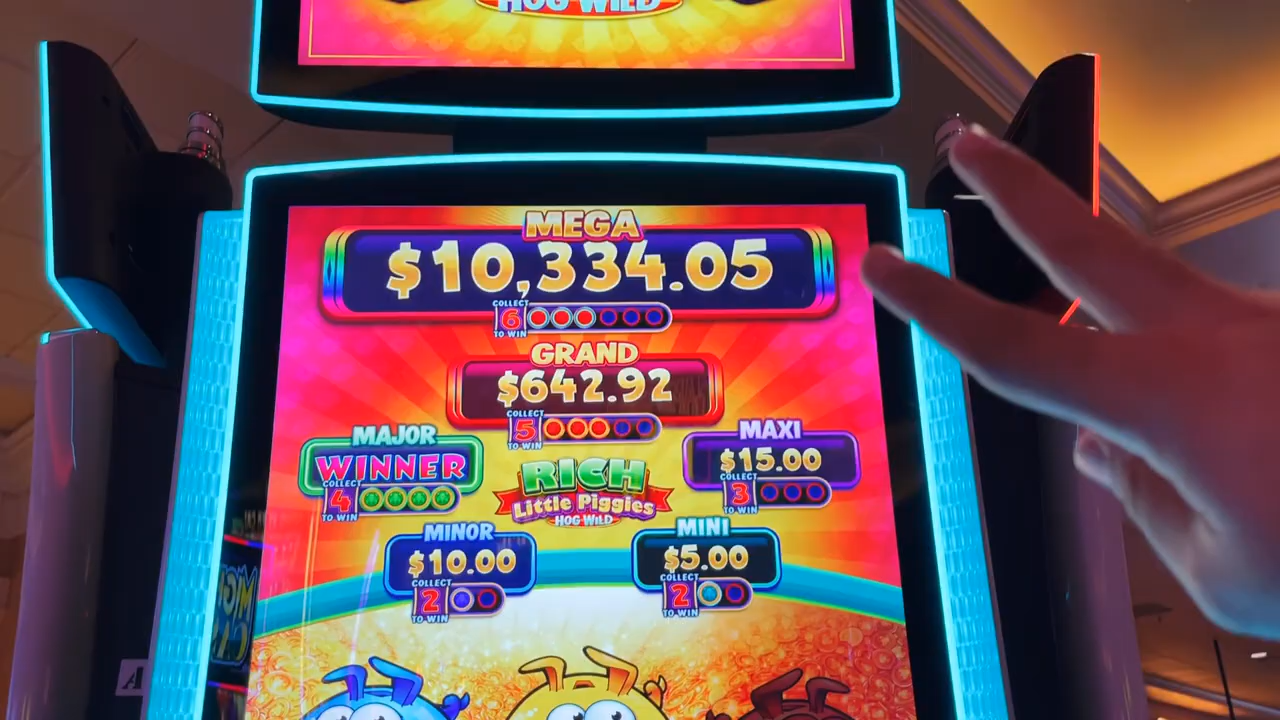 HOG WILD
MEGA
$10,334.05
COLLECT
6
TO WIN
GRAND
$642.92
COLLECT
5
TO WIN
MAJOR
WINNER
COLLECT
4
TO WIN
MAXI
$15.00
COLLECT
3
TO WIN
RICH
Little Piggies
HOG WILD
MINOR
$10.00
COLLECT
2
TO WIN
MINI
$5.00
COLLECT
2
TO WIN